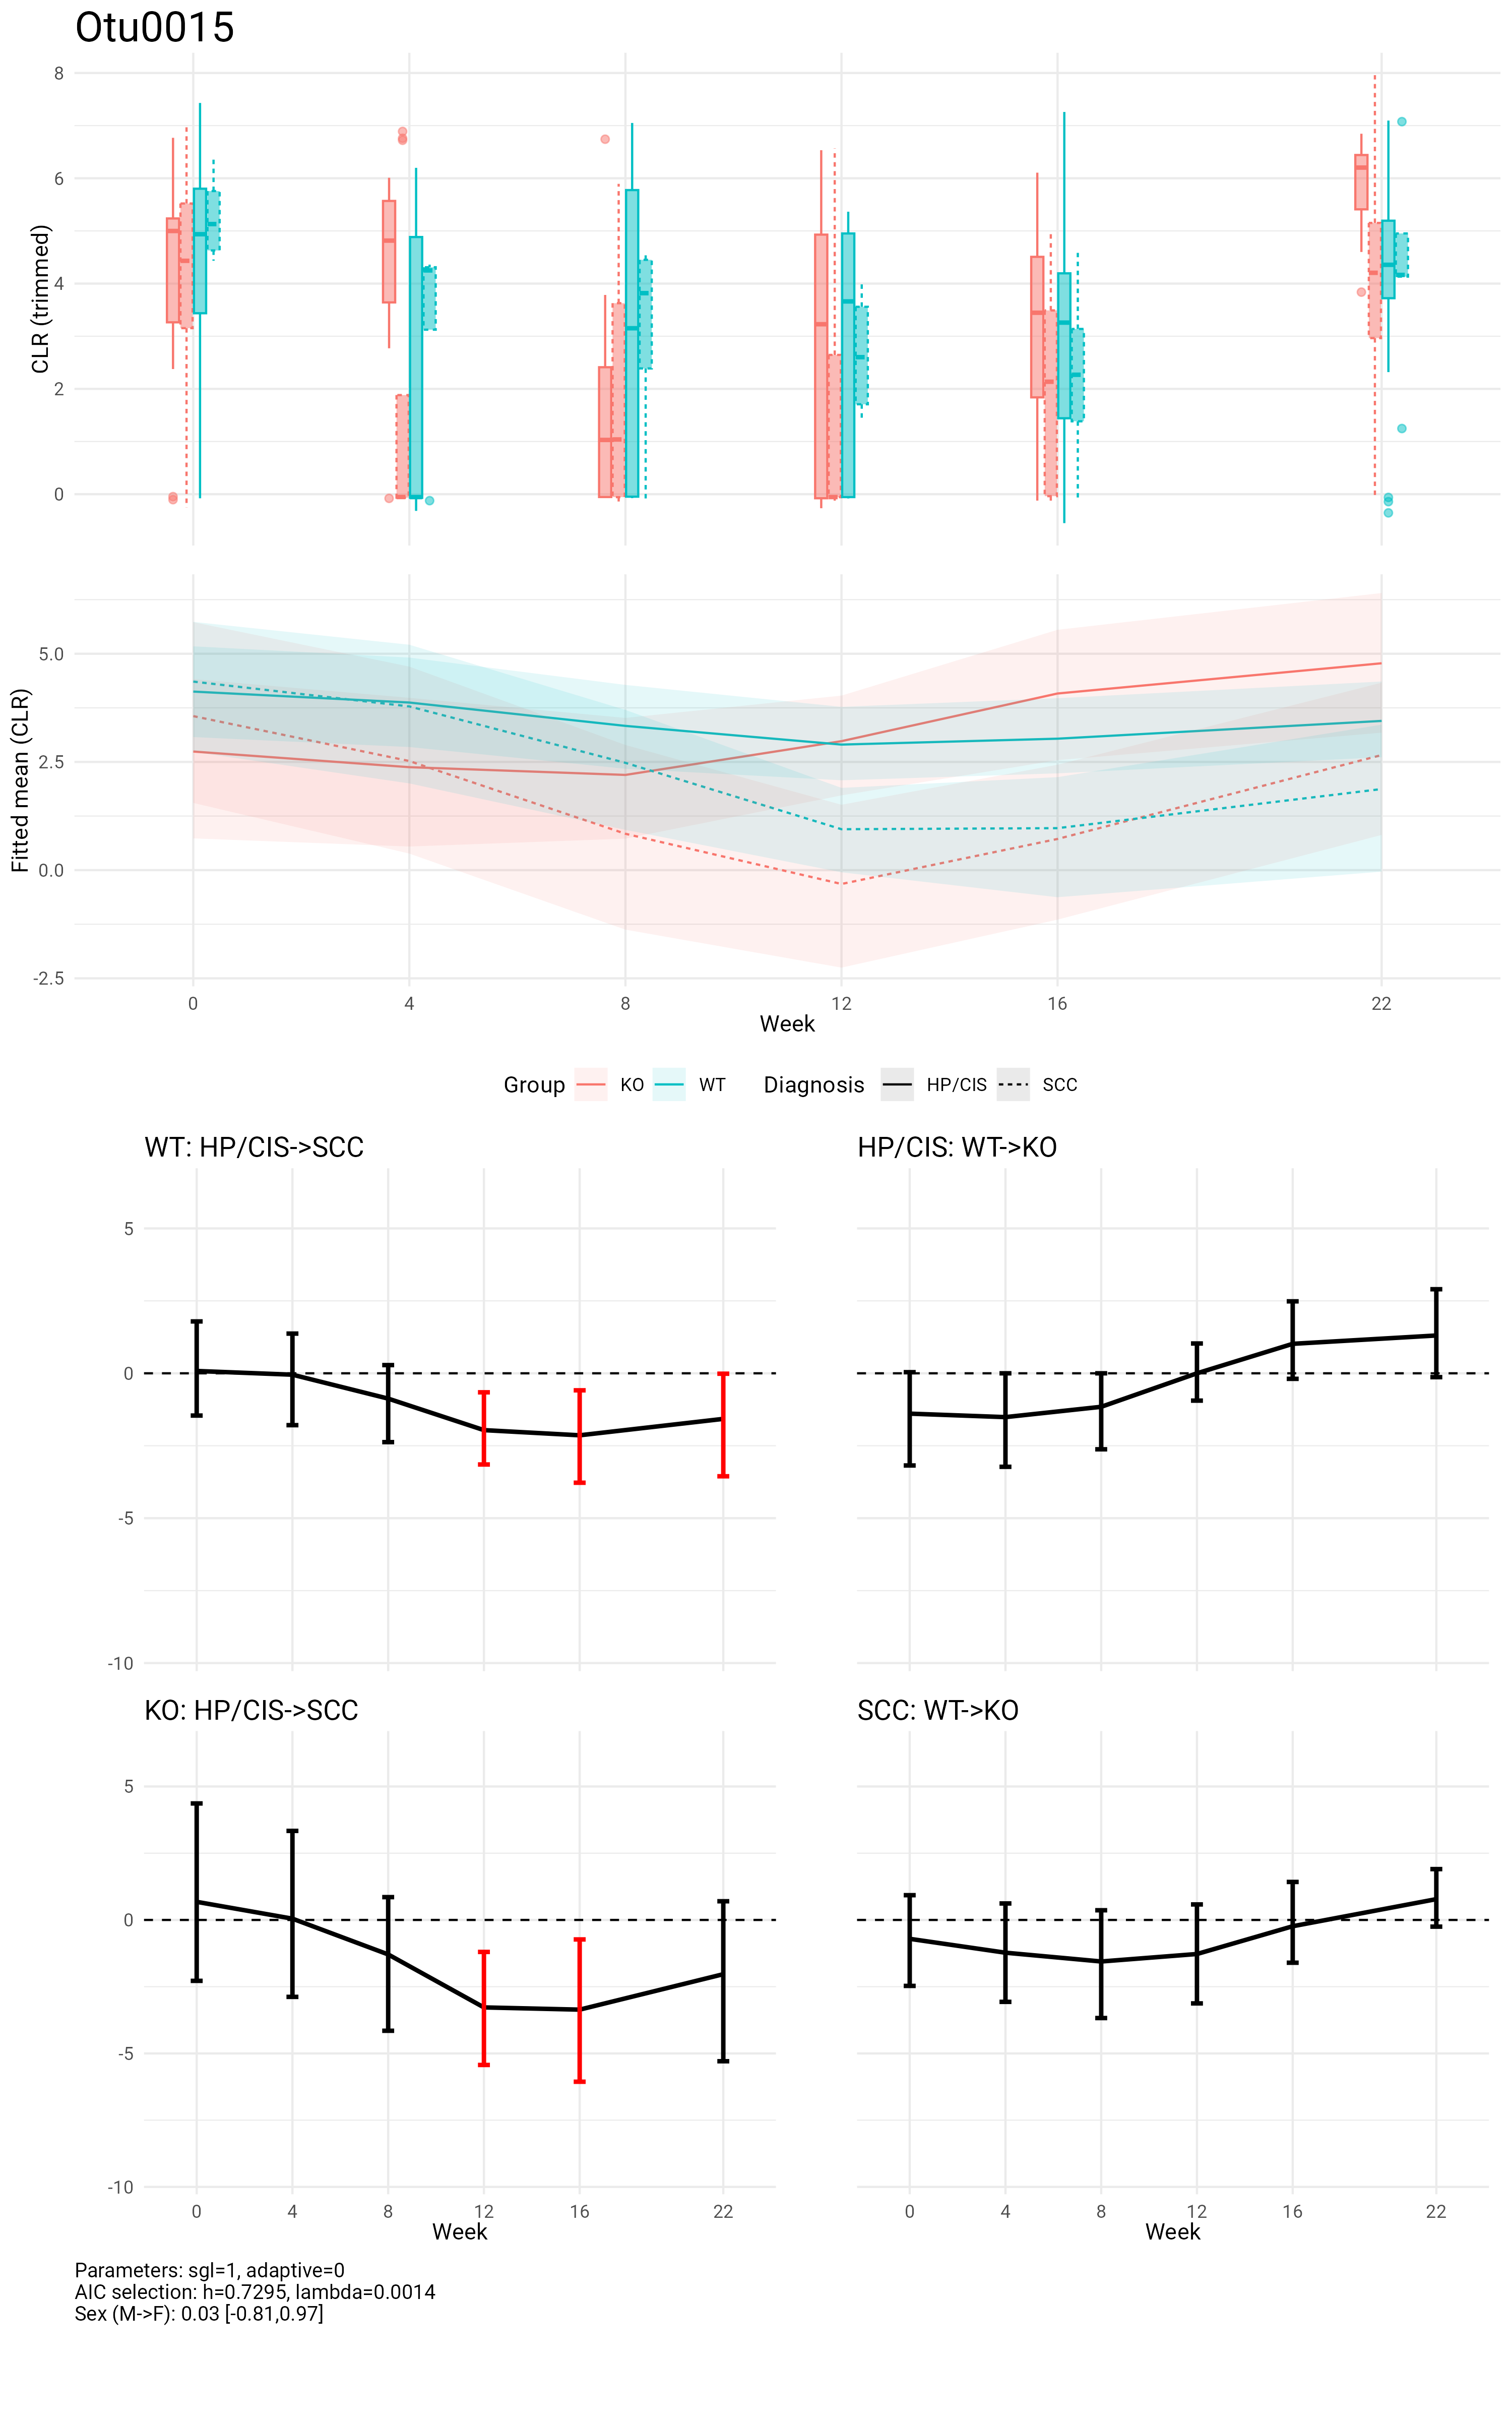 Otu0015
CLR (trimmed)
8
6
4
2
0
Fitted mean (CLR)
5.0
2.5
0.0
-2.5
0 4 8 12 16 22
Week
Group KO WT Diagnosis HP/CIS SCC
WT: HP/CIS->SCC
5
0
-5
-10
HP/CIS: WT->KO
KO: HP/CIS->SCC
5
0
-5
-10
0 4 8 12 16 22
Week
SCC: WT->KO
0 4 8 12 16 22
Week
Parameters: sgl=1, adaptive=0
AIC selection: h=0.7295, lambda=0.0014
Sex (M->F): 0.03 [-0.81,0.97]